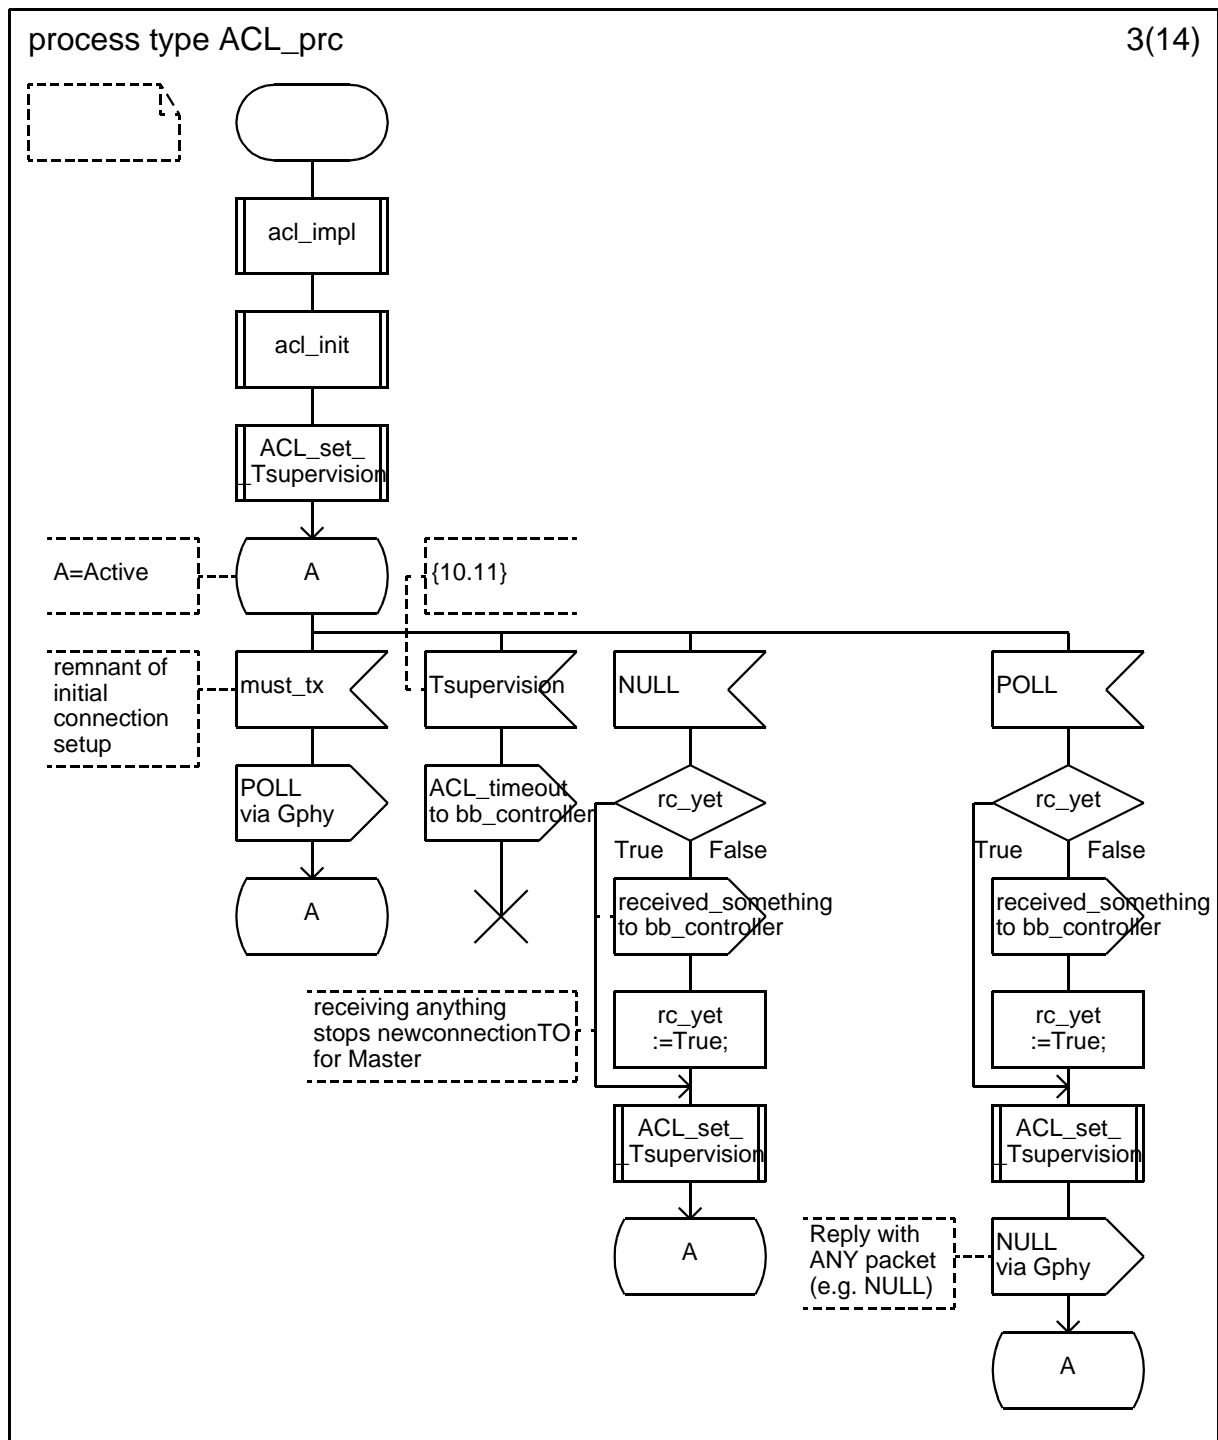 process type ACL_prc
3(14)
acl_impl
acl_init
ACL_set_
_Tsupervision
A=Active
A
{10.11}
remnant of
initial
connection
setup
must_tx
Tsupervision
NULL
POLL
POLL
via Gphy
ACL_timeout
to bb_controller
rc_yet
rc_yet
True
False
True
False
A
received_something
to bb_controller
received_something
to bb_controller
receiving anything
stops newconnectionTO
for Master
rc_yet
:=True;
rc_yet
:=True;
ACL_set_
_Tsupervision
ACL_set_
_Tsupervision
A
Reply with
ANY packet
(e.g. NULL)
NULL
via Gphy
A